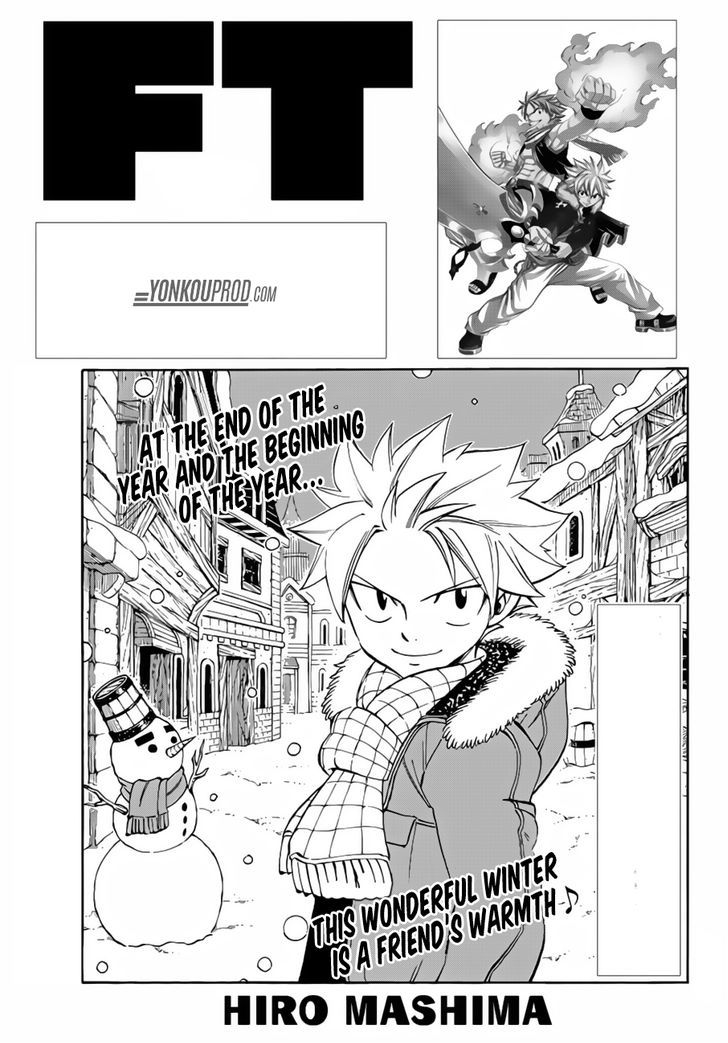 FT
YONKOUPROD.COM
AT THE END OF THE
YEAR AND THE BEGINNING
OF THE YEAR...
THIS WONDERFUL WINTER
IS A FRIEND'S WARMTH♪
HIRO MASHIMA